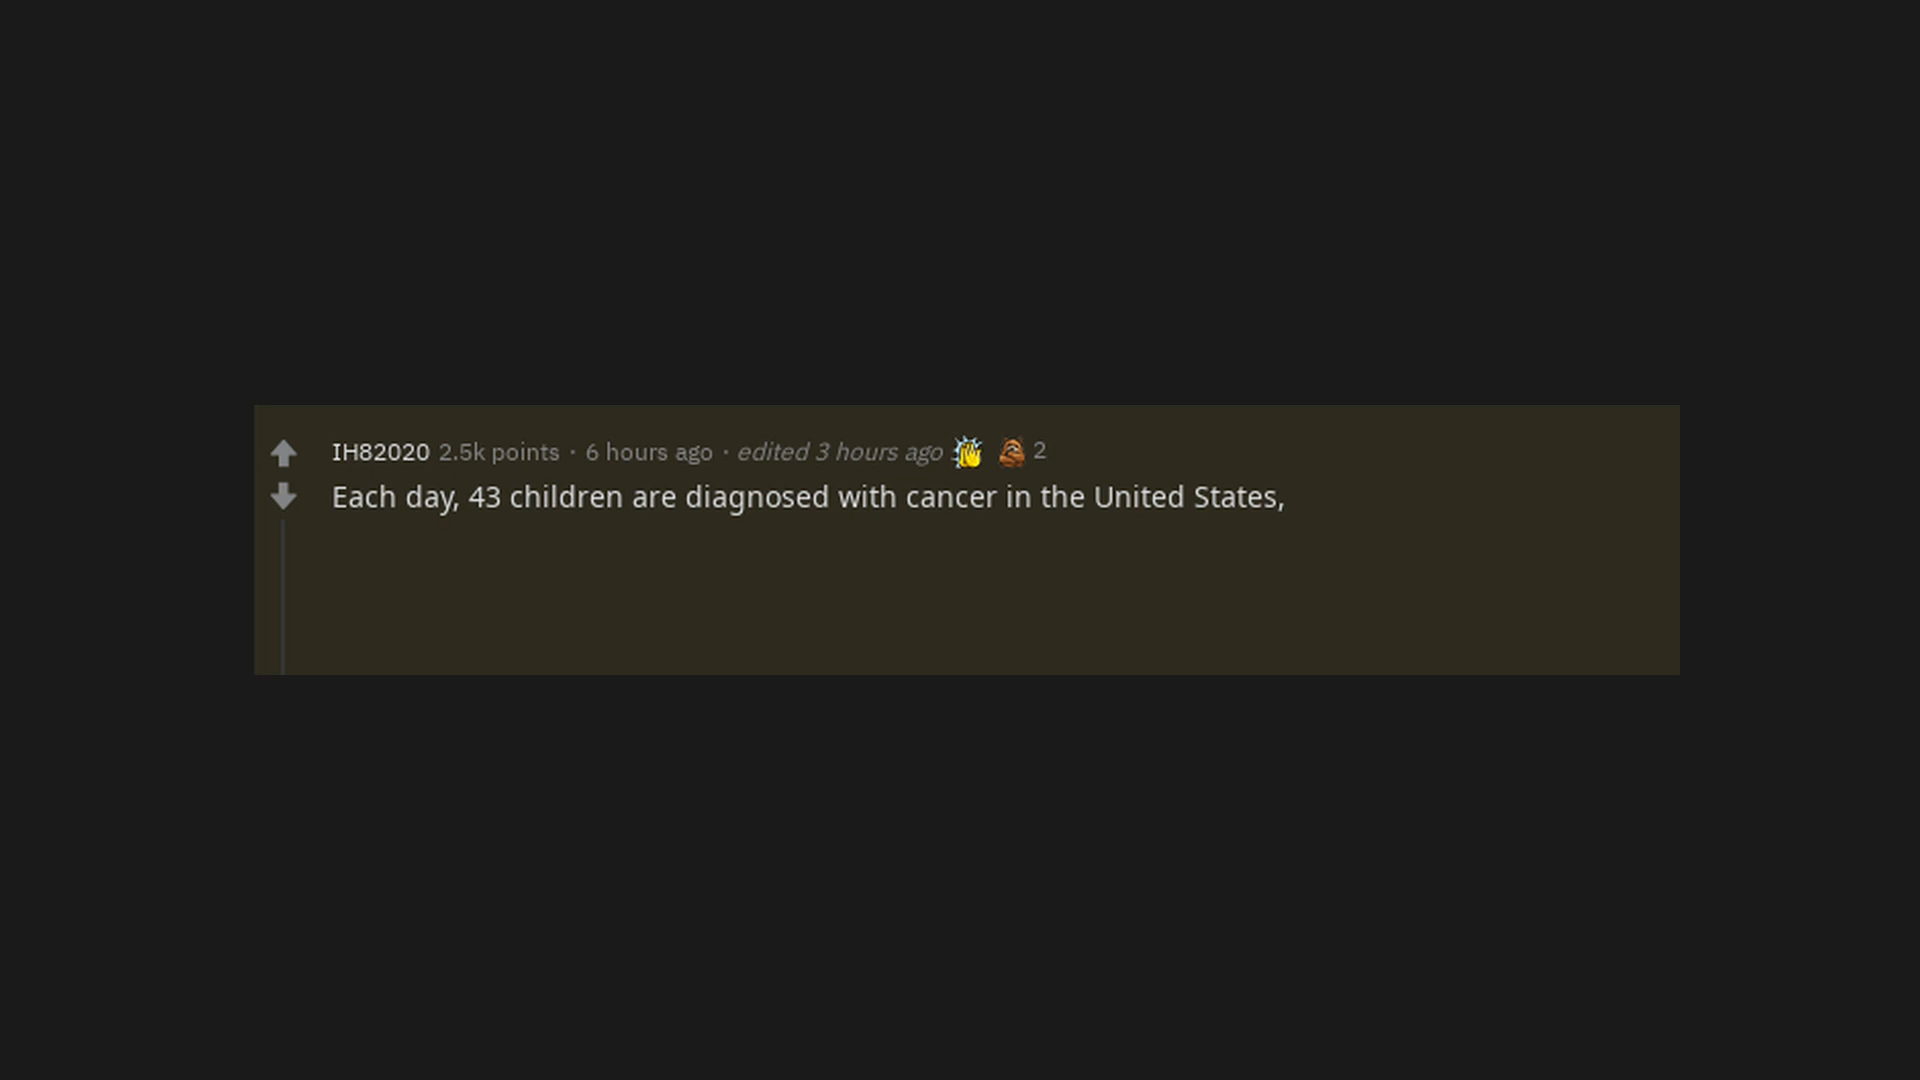 IH82020 2.5k points · 6 hours ago · edited 3 hours ago 2
Each day, 43 children are diagnosed with cancer in the United States,